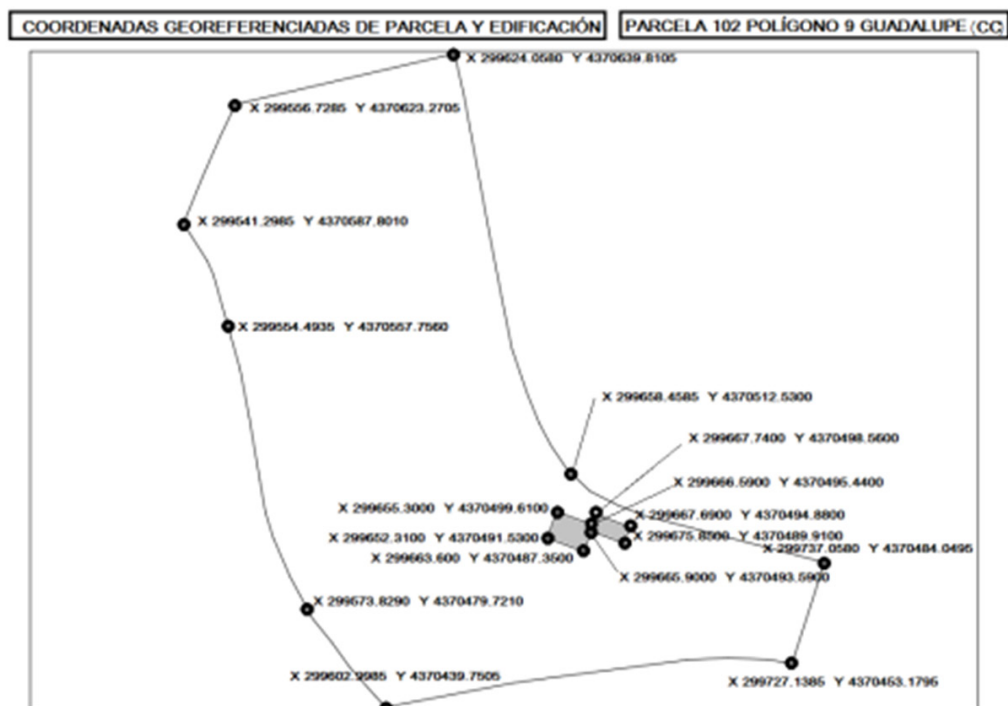 COORDENADAS GEOREFERENCIADAS DE PARCELA Y EDIFICACIÓN
PARCELA 102 POLÍGONO 9 GUADALUPE (CC)
X 299624.0580 Y 4370639.8105
X 299556.7285 Y 4370623.2705
X 299541.2985 Y 4370587.8010
X 299554.4935 Y 4370557.7560
X 299658.4585 Y 4370512.5300
X 299667.7400 Y 4370498.5600
X 299666.5900 Y 4370495.4400
X 299655.3000 Y 4370499.6100
X 299667.6900 Y 4370494.8800
X 299652.3100 Y 4370491.5300
X 299675.8500 Y 4370489.9100
X 299737.0580 Y 4370484.0495
X 299663.600 Y 4370487.3500
X 299665.9000 Y 4370493.5900
X 299573.8290 Y 4370479.7210
X 299602.9985 Y 4370439.7505
X 299727.1385 Y 4370453.1795